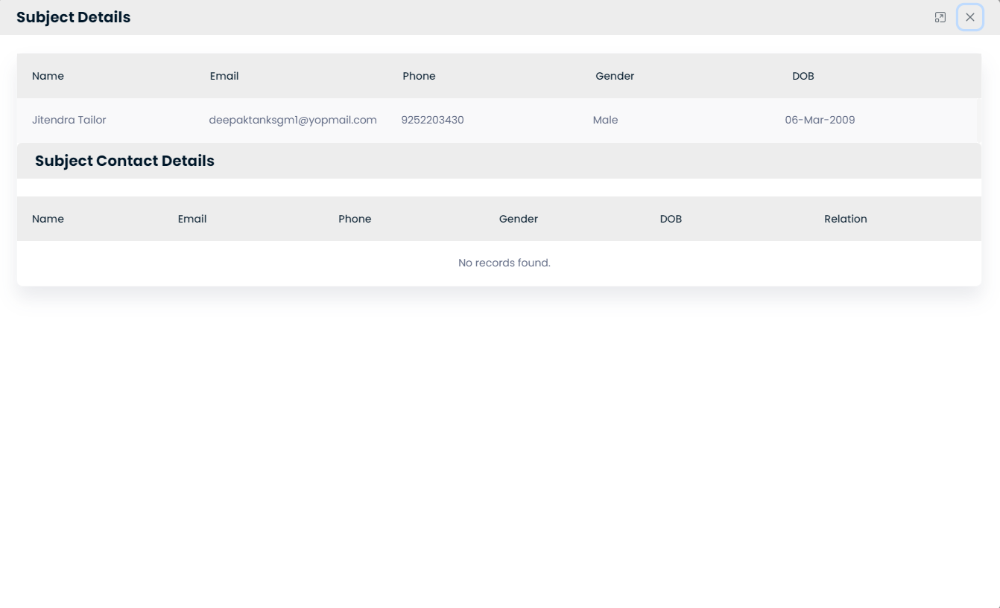 Subject Details
Name Email Phone Gender DOB
Jitendra Tailor deepaktanksgm1@yopmail.com 9252203430 Male 06-Mar-2009
Subject Contact Details
Name Email Phone Gender DOB Relation
No records found.